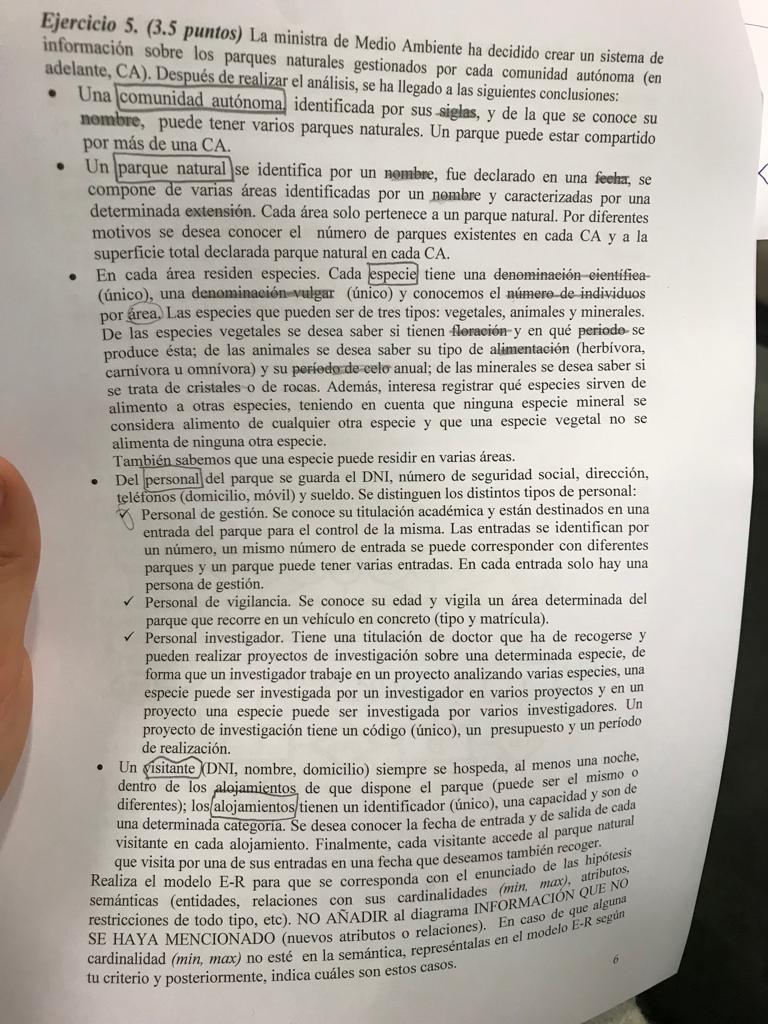 Ejercicio 5. (3.5 puntos) La ministra de Medio Ambiente ha decidido crear un sistema de
información sobre los parques naturales gestionados por cada comunidad autónoma (en
adelante, CA). Después de realizar el análisis, se ha llegado a las siguientes conclusiones:
• Una comunidad autónoma, identificada por sus siglas, y de la que se conoce su
nombre, puede tener varios parques naturales. Un parque puede estar compartido
por más de una CA.
• Un parque natural se identifica por un nombre, fue declarado en una fecha, se
compone de varias áreas identificadas por un nombre y caracterizadas por una
determinada extensión. Cada área solo pertenece a un parque natural. Por diferentes
motivos se desea conocer el número de parques existentes en cada CA y a la
superficie total declarada parque natural en cada CA.
• En cada área residen especies. Cada especie tiene una denominación científica
(único), una denominación vulgar (único) y conocemos el número de individuos
por área. Las especies que pueden ser de tres tipos: vegetales, animales y minerales.
De las especies vegetales se desea saber si tienen floración y en qué periodo se
produce ésta; de las animales se desea saber su tipo de alimentación (herbívora,
carnívora u omnívora) y su período de celo anual; de las minerales se desea saber si
se trata de cristales o de rocas. Además, interesa registrar qué especies sirven de
alimento a otras especies, teniendo en cuenta que ninguna especie mineral se
considera alimento de cualquier otra especie y que una especie vegetal no se
alimenta de ninguna otra especie.
También sabemos que una especie puede residir en varias áreas.
• Del personal del parque se guarda el DNI, número de seguridad social, dirección,
teléfonos (domicilio, móvil) y sueldo. Se distinguen los distintos tipos de personal:
✓ Personal de gestión. Se conoce su titulación académica y están destinados en una
entrada del parque para el control de la misma. Las entradas se identifican por
un número, un mismo número de entrada se puede corresponder con diferentes
parques y un parque puede tener varias entradas. En cada entrada solo hay una
persona de gestión.
✓ Personal de vigilancia. Se conoce su edad y vigila un área determinada del
parque que recorre en un vehículo en concreto (tipo y matrícula).
✓ Personal investigador. Tiene una titulación de doctor que ha de recogerse y
pueden realizar proyectos de investigación sobre una determinada especie, de
forma que un investigador trabaje en un proyecto analizando varias especies, una
especie puede ser investigada por un investigador en varios proyectos y en un
proyecto una especie puede ser investigada por varios investigadores. Un
proyecto de investigación tiene un código (único), un presupuesto y un período
de realización.
• Un visitante (DNI, nombre, domicilio) siempre se hospeda, al menos una noche,
dentro de los alojamientos de que dispone el parque (puede ser el mismo o
diferentes); los alojamientos tienen un identificador (único), una capacidad y son de
una determinada categoría. Se desea conocer la fecha de entrada y de salida de cada
visitante en cada alojamiento. Finalmente, cada visitante accede al parque natural
que visita por una de sus entradas en una fecha que deseamos también recoger.
Realiza el modelo E-R para que se corresponda con el enunciado de las hipótesis
semánticas (entidades, relaciones con sus cardinalidades (min, max), atributos,
restricciones de todo tipo, etc). NO AÑADIR al diagrama INFORMACIÓN QUE NO
SE HAYA MENCIONADO (nuevos atributos o relaciones). En caso de que alguna
cardinalidad (min, max) no esté en la semántica, represéntalas en el modelo E-R según
tu criterio y posteriormente, indica cuáles son estos casos.
6